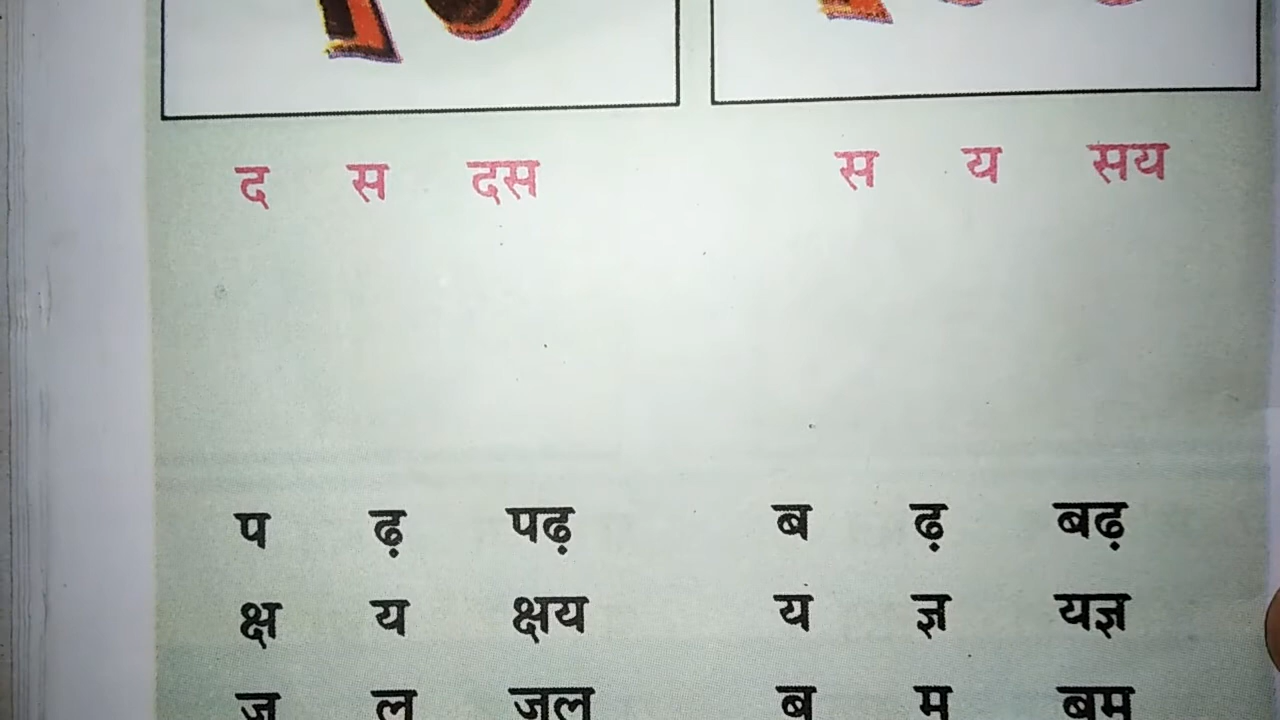 द स दस स य सय
प ढ़ पढ़ ब ढ़ बढ़
क्ष य क्षय य ज्ञ यज्ञ
ज ल जल ब म बम